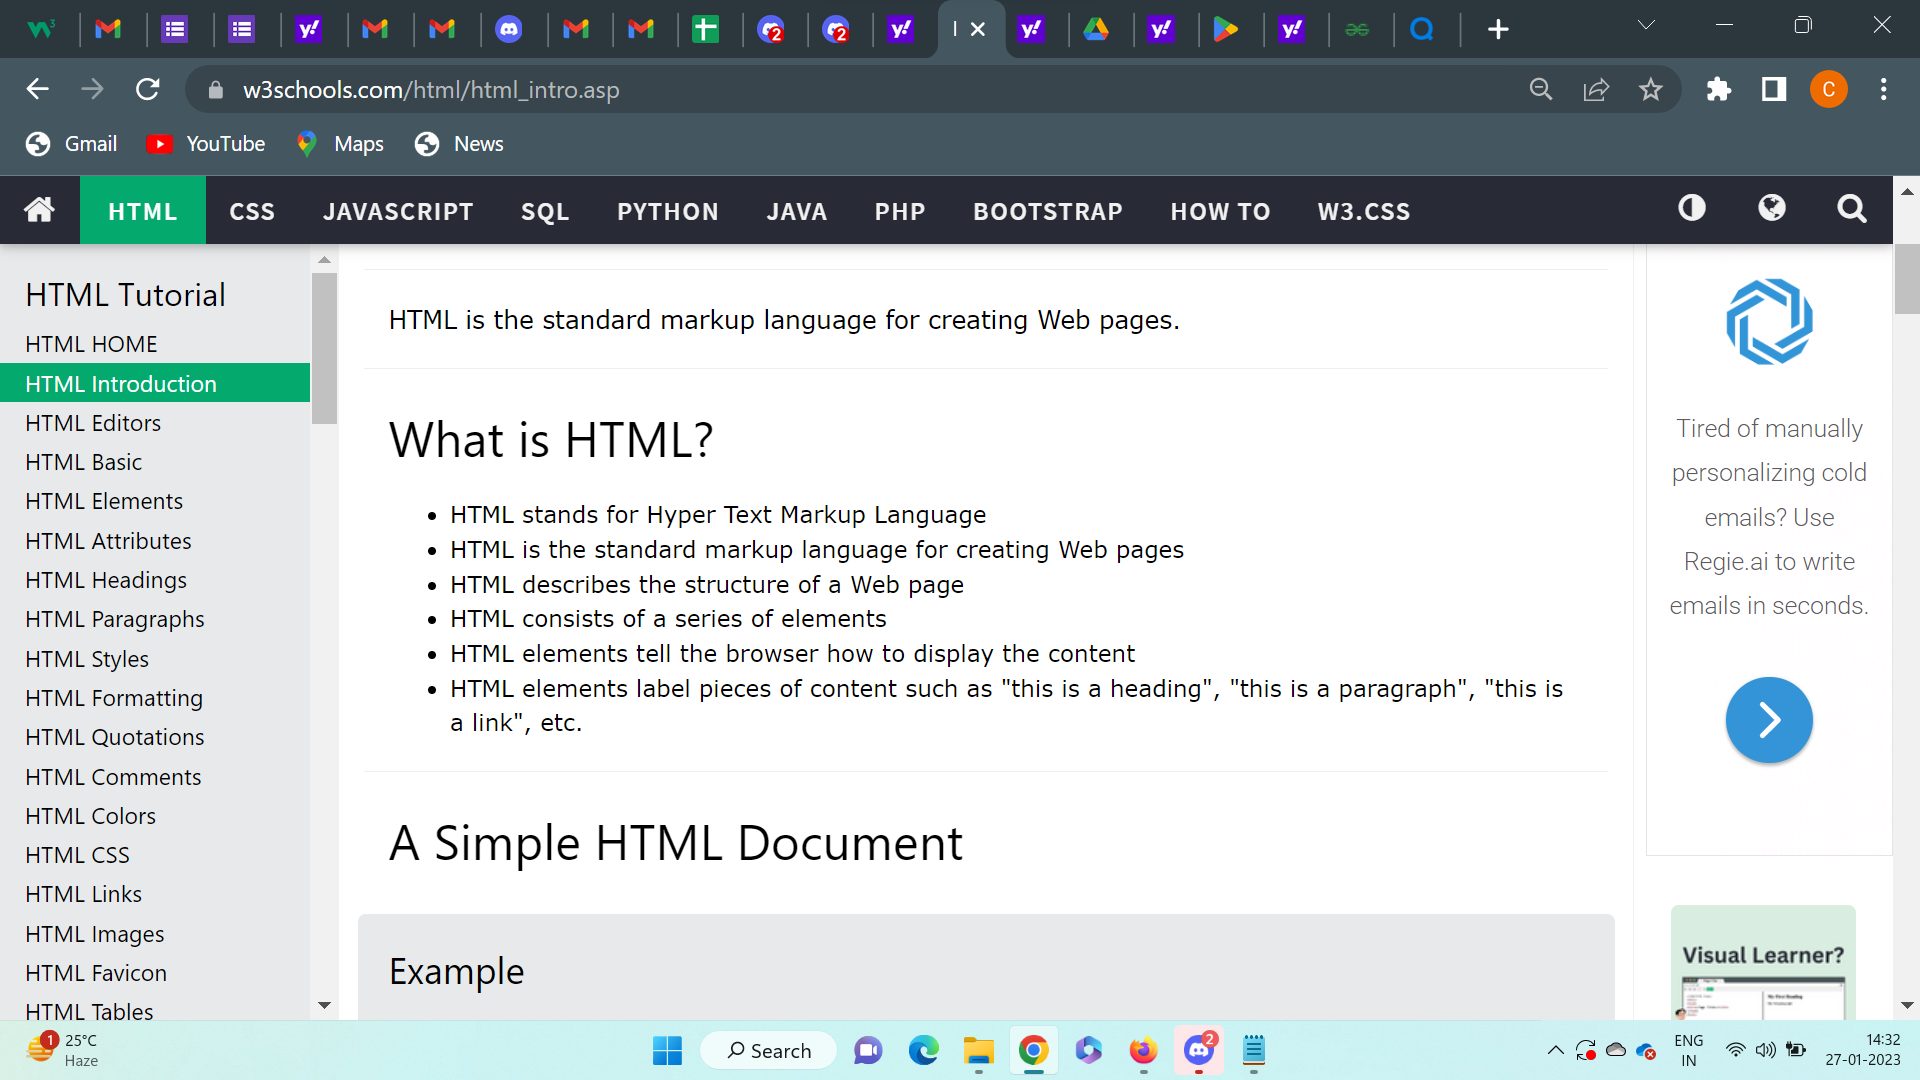 w3schools.com/html/html_intro.asp
Gmail YouTube Maps News
HTML CSS JAVASCRIPT SQL PYTHON JAVA PHP BOOTSTRAP HOW TO W3.CSS
HTML Tutorial
HTML HOME
HTML Introduction
HTML Editors
HTML Basic
HTML Elements
HTML Attributes
HTML Headings
HTML Paragraphs
HTML Styles
HTML Formatting
HTML Quotations
HTML Comments
HTML Colors
HTML CSS
HTML Links
HTML Images
HTML Favicon
HTML Tables
HTML is the standard markup language for creating Web pages.
What is HTML?
• HTML stands for Hyper Text Markup Language
• HTML is the standard markup language for creating Web pages
• HTML describes the structure of a Web page
• HTML consists of a series of elements
• HTML elements tell the browser how to display the content
• HTML elements label pieces of content such as "this is a heading", "this is a paragraph", "this is
a link", etc.
A Simple HTML Document
Example
Tired of manually
personalizing cold
emails? Use
Regie.ai to write
emails in seconds.
Visual Learner?
1
25°C
Haze
Search
2
ENG
IN
14:32
27-01-2023